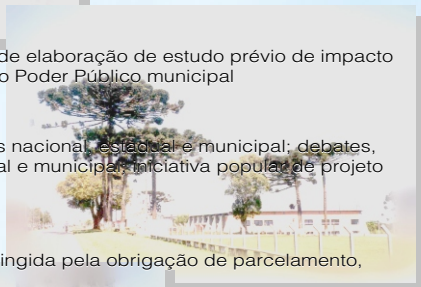 de elaboração de estudo prévio de impacto
o Poder Público municipal
s nacional, estadual e municipal; debates,
al e municipal; iniciativa popular de projeto
ingida pela obrigação de parcelamento,